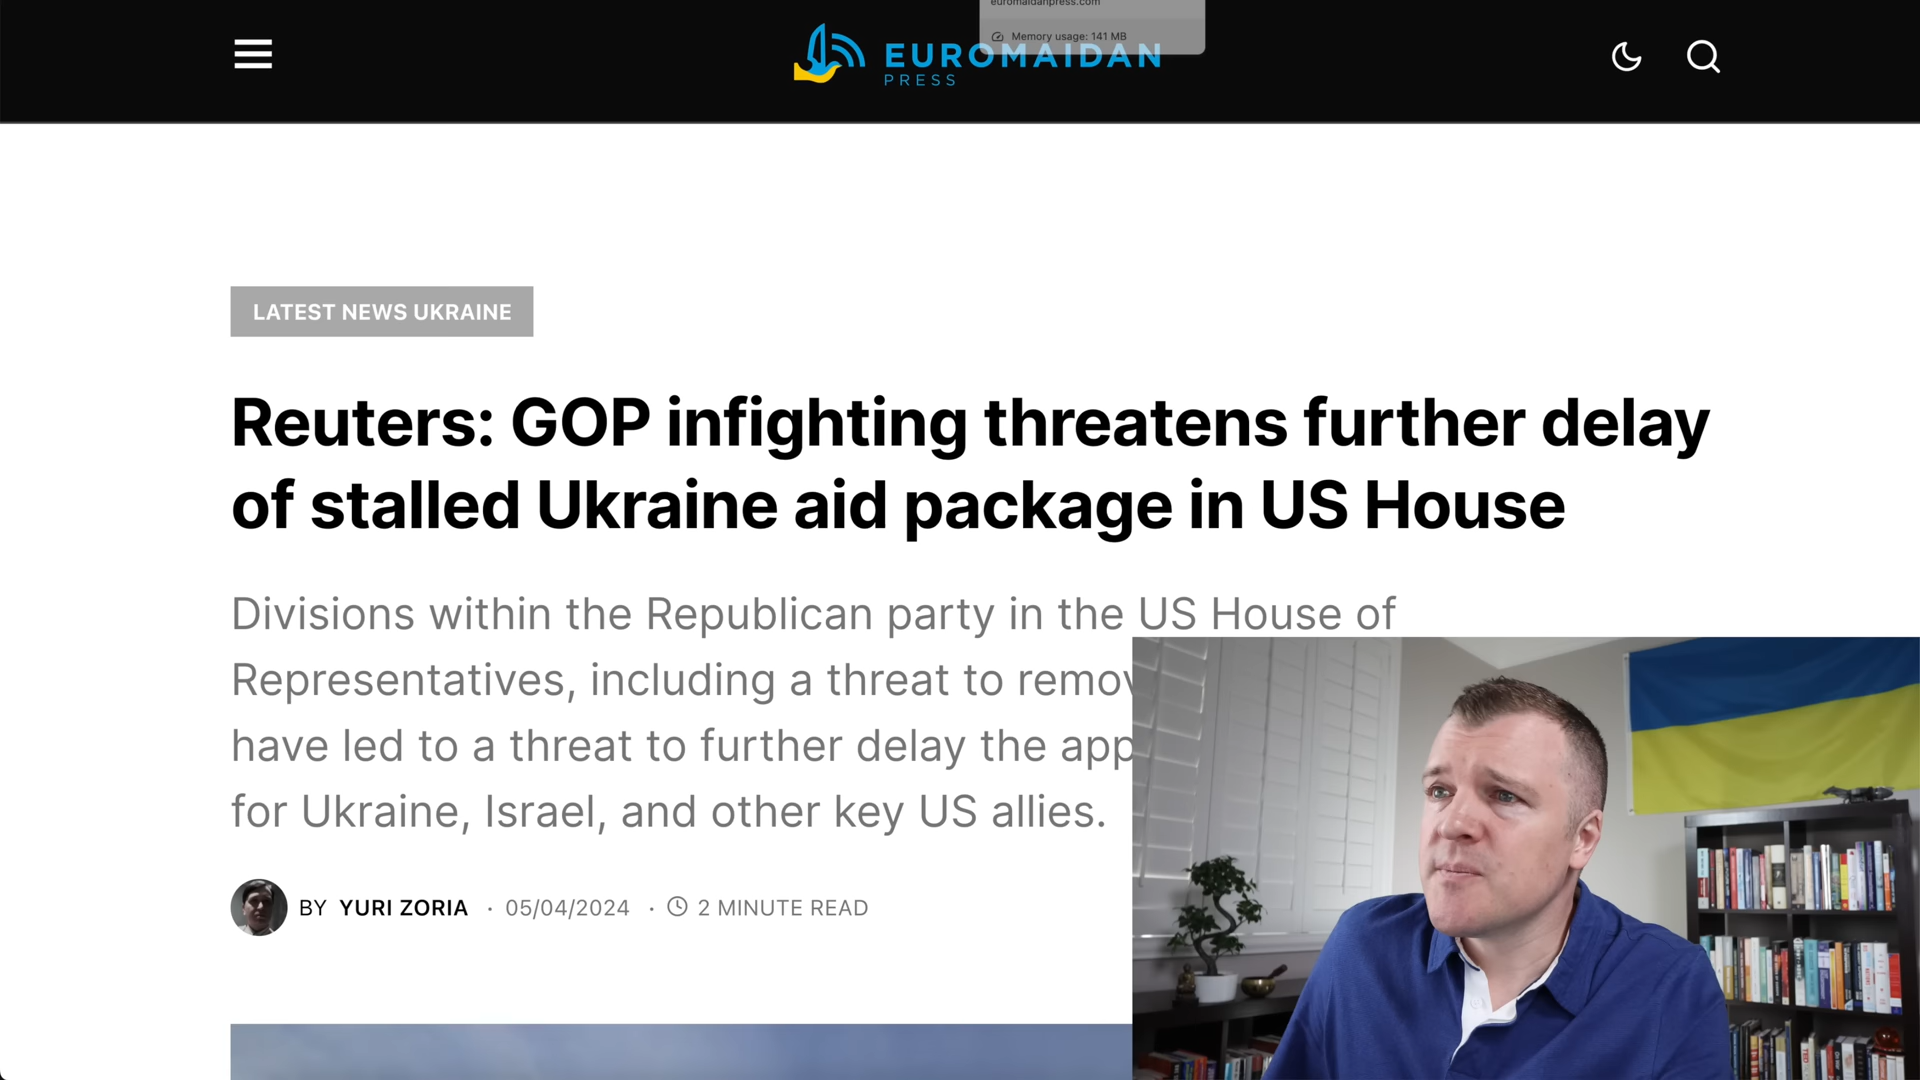 euromaidanpress.com
Memory usage: 141 MB
EUROMAIDAN
PRESS
LATEST NEWS UKRAINE
Reuters: GOP infighting threatens further delay
of stalled Ukraine aid package in US House
Divisions within the Republican party in the US House of
Representatives, including a threat to remov
have led to a threat to further delay the app
for Ukraine, Israel, and other key US allies.
BY YURI ZORIA · 05/04/2024 · 2 MINUTE READ